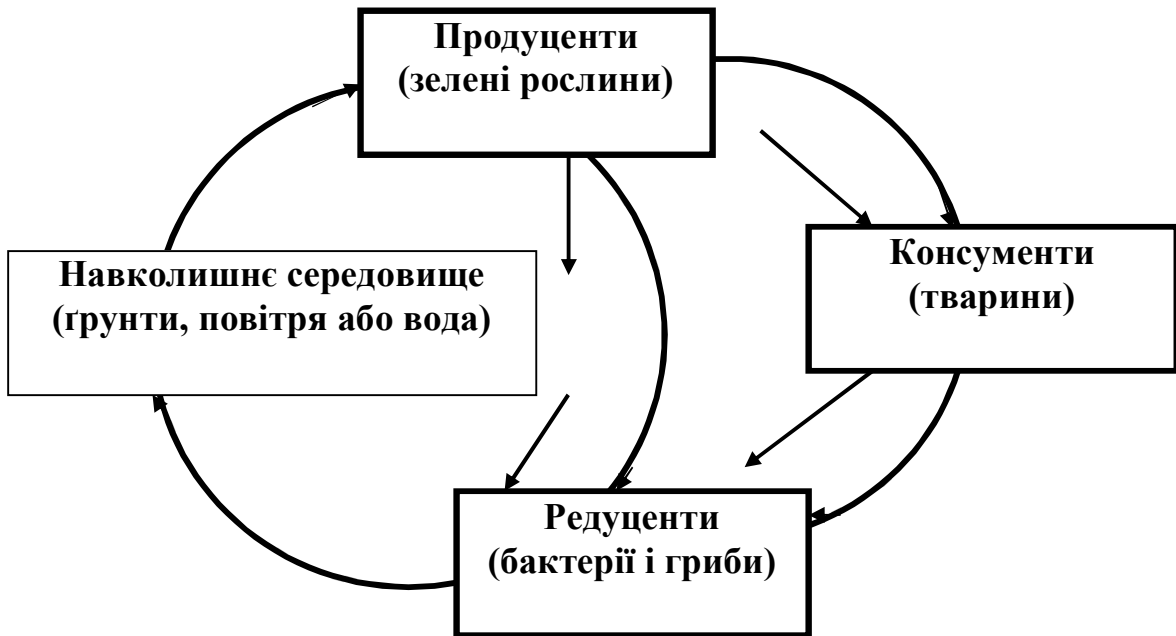 Продуценти
(зелені рослини)
Навколишнє середовище
(ґрунти, повітря або вода)
Консументи
(тварини)
Редуценти
(бактерії і гриби)